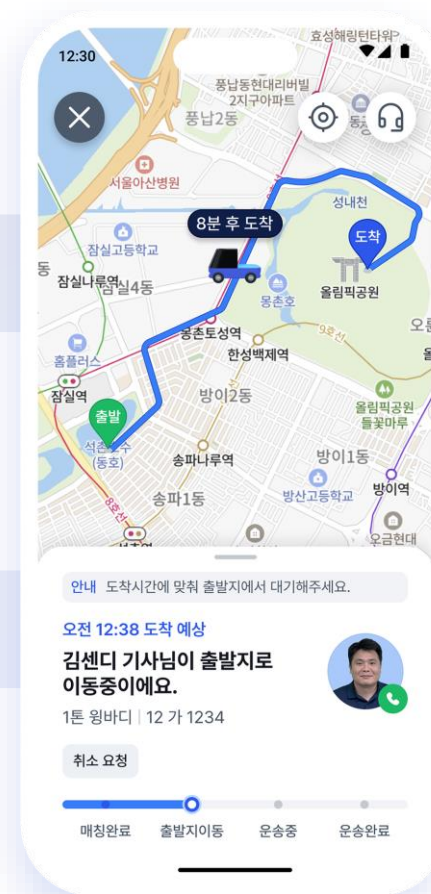 효성해링턴타워
12:30
풍납현대리버빌
2지구아파트
풍납2동
서울아산병원
성내천
8분 후 도착
도착
잠실고등학교
동
잠실나루역
잠실4동
올림픽공원
몽촌호
몽촌토성역
9호선
한성백제역
홈플러스
잠실역
방이2동
출발
올림픽공원
들꽃마루
석촌호수
(동호)
송파나루역
방이1동
방산고등학교
방이역
송파1동
8호선
오금현대
안내 도착시간에 맞춰 출발지에서 대기해주세요.
오전 12:38 도착 예상
김센디 기사님이 출발지로
이동중이에요.
1톤 윙바디 | 12 가 1234
취소 요청
매칭완료 출발지이동 운송중 운송완료